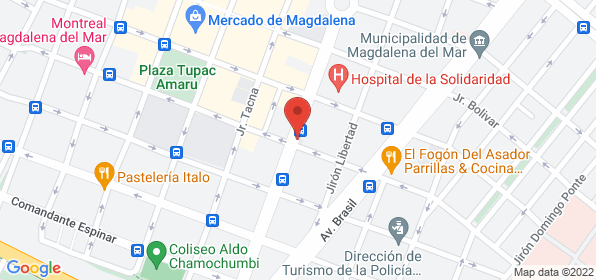 Montreal
Magdalena del Mar
Mercado de Magdalena
Municipalidad de
Magdalena del Mar
Plaza Tupac
Amaru
Hospital de la Solidaridad
Jr. Tacna
Jr. Bolivar
Jirón Libertad
El Fogón Del Asador
Parrillas & Cocina...
Pastelería Italo
Jirón Domingo Ponte
Comandante Espinar
Av. Brasil
Coliseo Aldo
Chamochumbi
Dirección de
Turismo de la Policía...
Google
Map data ©2022